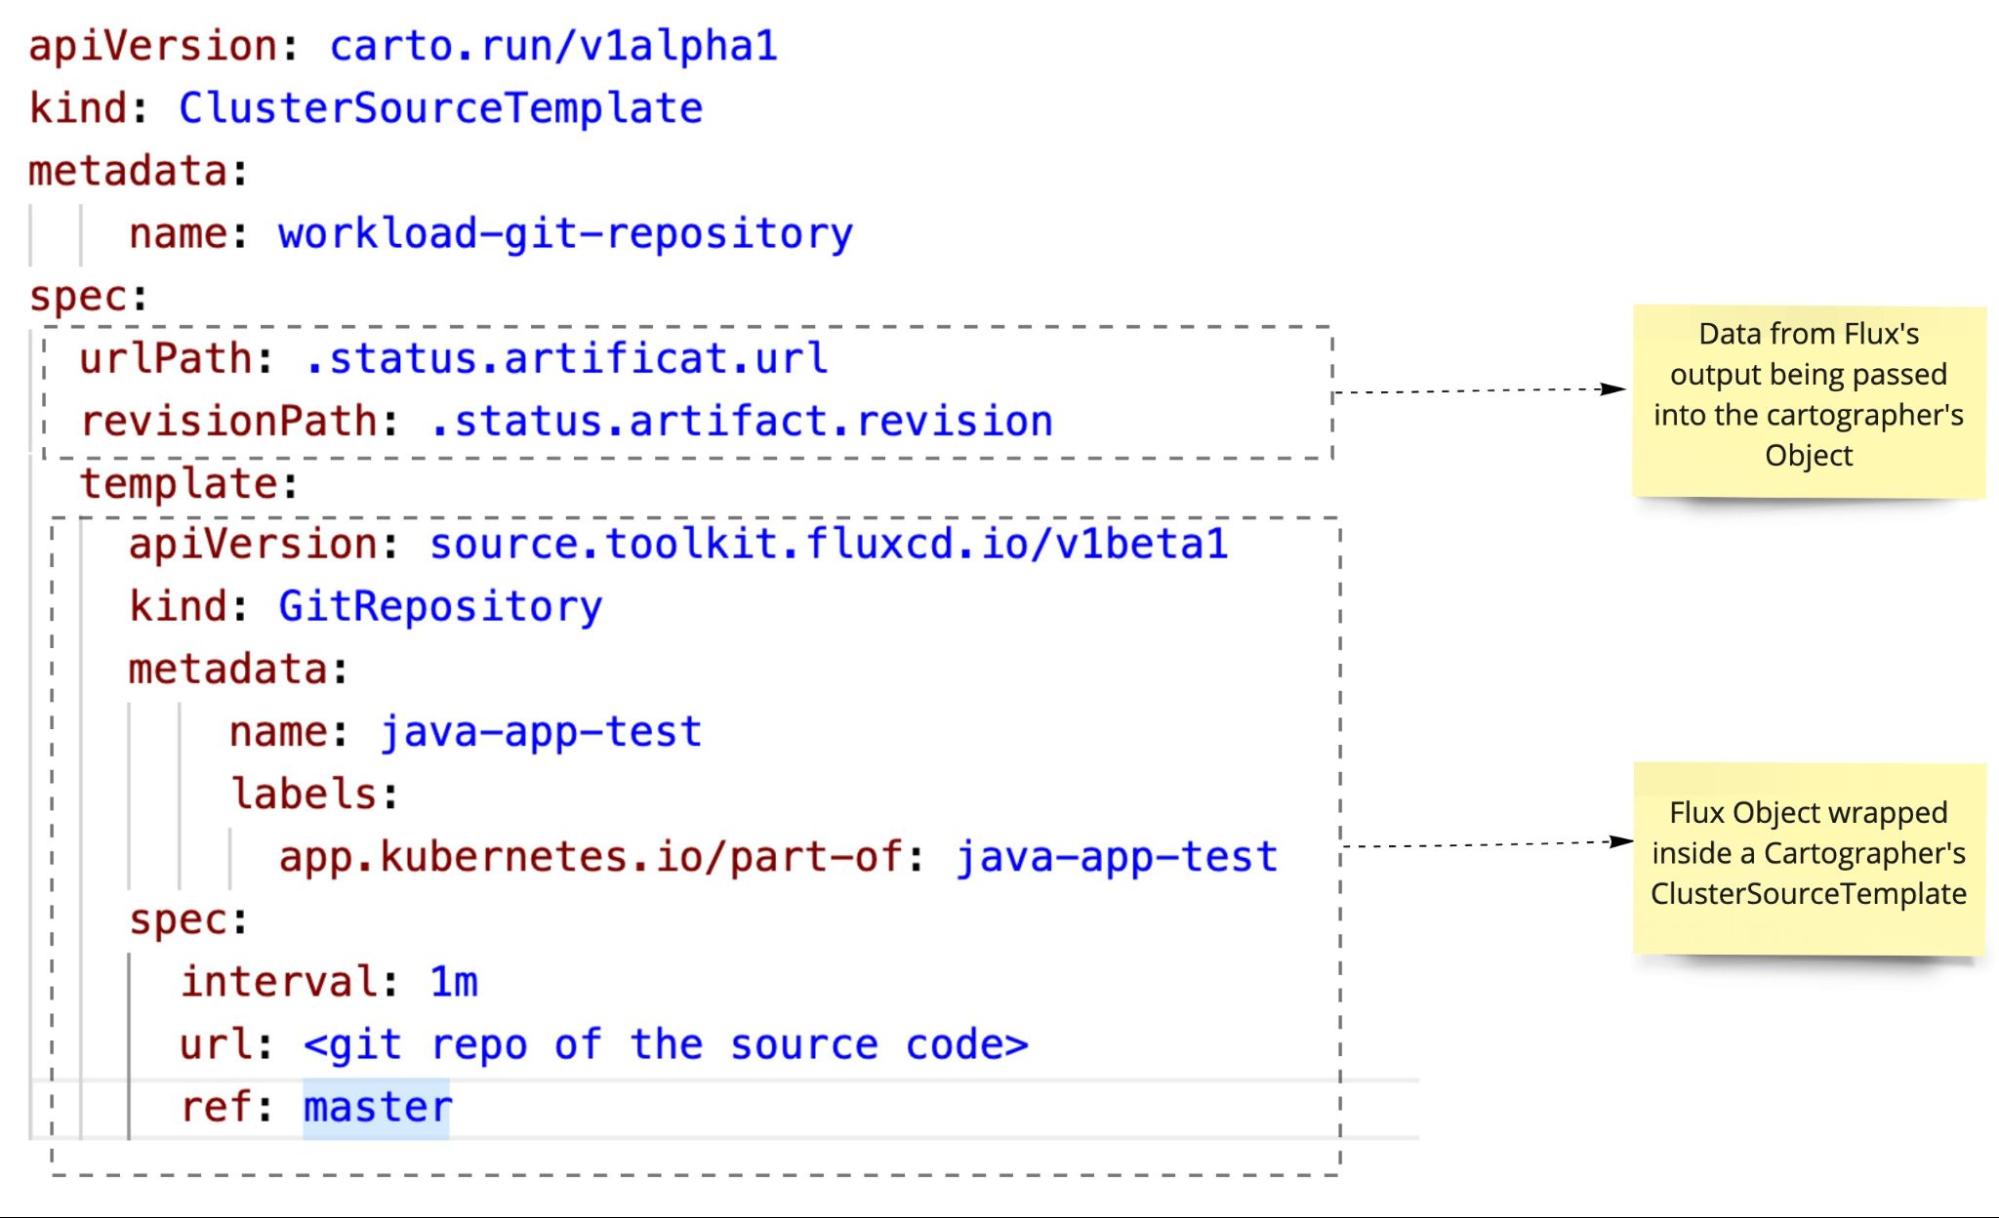 apiVersion: carto.run/v1alpha1
kind: ClusterSourceTemplate
metadata:
name: workload-git-repository
spec:
urlPath: .status.artificat.url
revisionPath: .status.artifact.revision
template:
apiVersion: source.toolkit.fluxcd.io/v1beta1
kind: GitRepository
metadata:
name: java-app-test
labels:
app.kubernetes.io/part-of: java-app-test
spec:
interval: 1m
url: <git repo of the source code>
ref: master
Data from Flux's
output being passed
into the cartographer's
Object
Flux Object wrapped
inside a Cartographer's
ClusterSourceTemplate